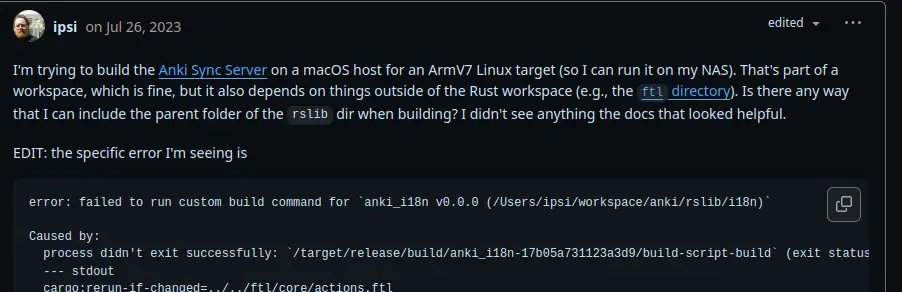 ipsi on Jul 26, 2023 edited
I'm trying to build the Anki Sync Server on a macOS host for an ArmV7 Linux target (so I can run it on my NAS). That's part of a
workspace, which is fine, but it also depends on things outside of the Rust workspace (e.g., the ftl directory). Is there any way
that I can include the parent folder of the rslib dir when building? I didn't see anything the docs that looked helpful.
EDIT: the specific error I'm seeing is
error: failed to run custom build command for `anki_i18n v0.0.0 (/Users/ipsi/workspace/anki/rslib/i18n)`
Caused by:
process didn't exit successfully: `/target/release/build/anki_i18n-17b05a731123a3d9/build-script-build` (exit status
--- stdout
cargo:rerun-if-changed=../../ftl/core/actions.ftl